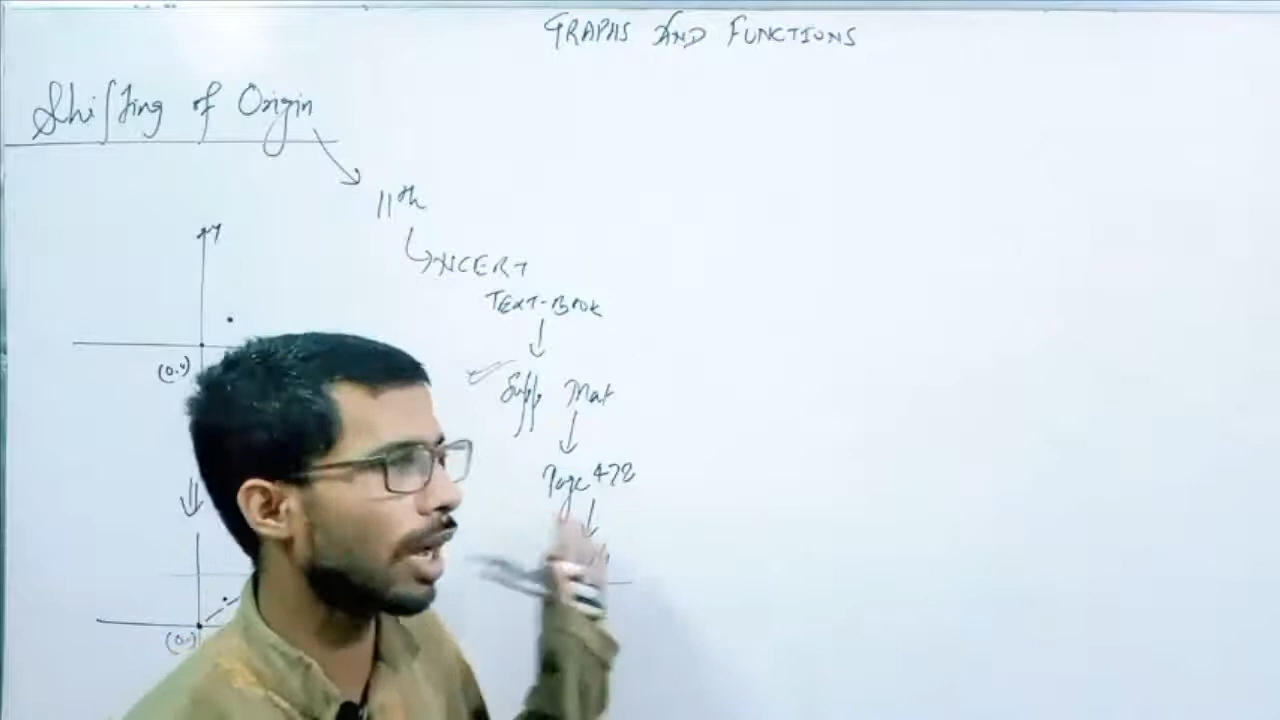 GRAPHS AND FUNCTIONS
Shifting of Origin
11th
NCERT
TEXT-BOOK
Supp Mat
Page 472
y
(0,0)
(0,0)